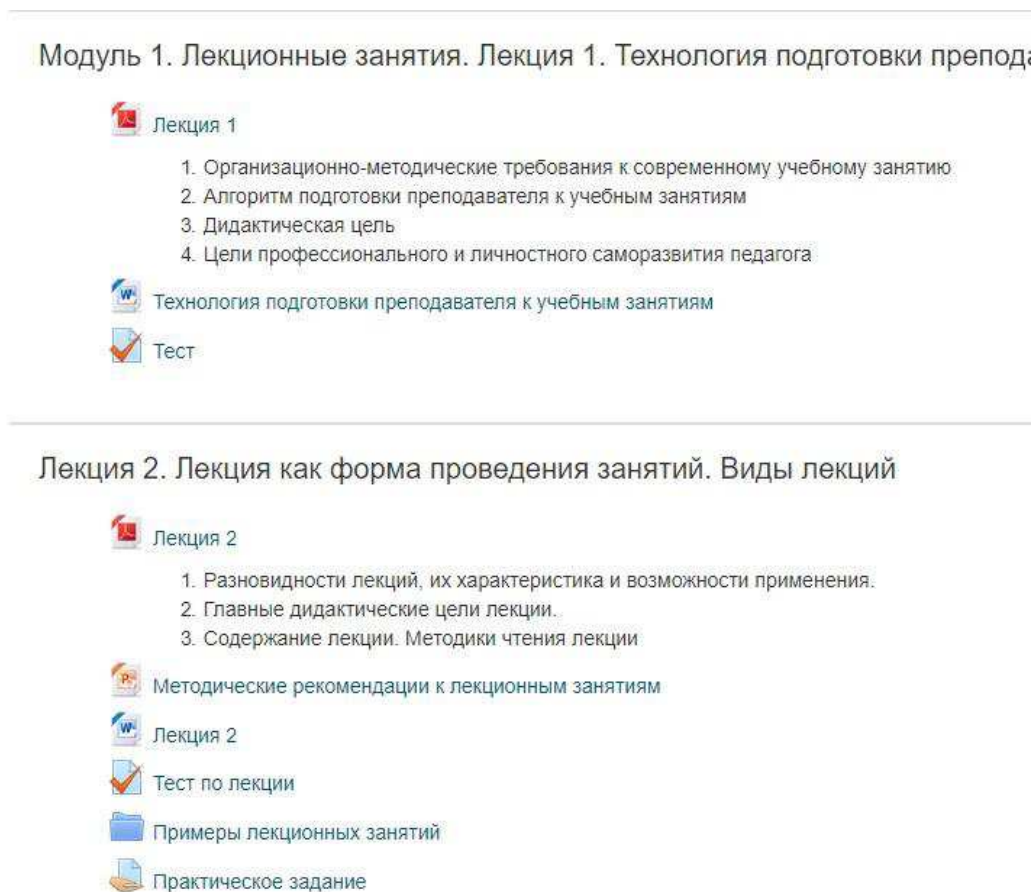 Модуль 1. Лекционные занятия. Лекция 1. Технология подготовки
Лекция 1
1. Организационно-методические требования к современному учебному занятию
2. Алгоритм подготовки преподавателя к учебным занятиям
3. Дидактическая цель
4. Цели профессионального и личностного саморазвития педагога
Технология подготовки преподавателя к учебным занятиям
Тест
Лекция 2. Лекция как форма проведения занятий. Виды лекций
Лекция 2
1. Разновидности лекций, их характеристика и возможности применения.
2. Главные дидактические цели лекции.
3. Содержание лекции. Методики чтения лекции
Методические рекомендации к лекционным занятиям
Лекция 2
Тест по лекции
Примеры лекционных занятий
Практическое задание